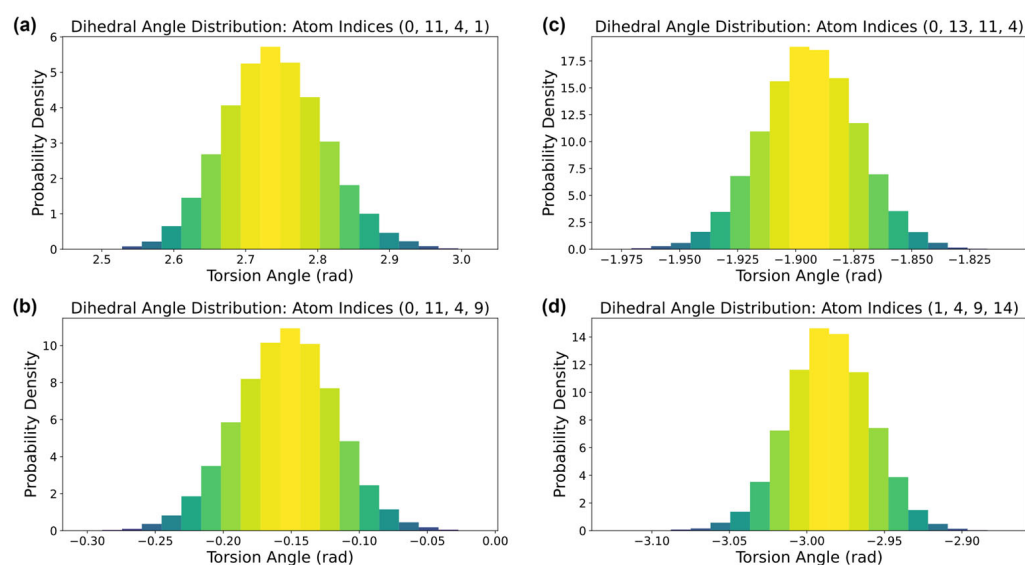 (a)
Dihedral Angle Distribution: Atom Indices (0, 11, 4, 1)
Probability Density
6
5
4
3
2
1
0
2.5 2.6 2.7 2.8 2.9 3.0
Torsion Angle (rad)
(b)
Dihedral Angle Distribution: Atom Indices (0, 11, 4, 9)
Probability Density
10
8
6
4
2
0
−0.30 −0.25 −0.20 −0.15 −0.10 −0.05 0.00
Torsion Angle (rad)
(c)
Dihedral Angle Distribution: Atom Indices (0, 13, 11, 4)
Probability Density
17.5
15.0
12.5
10.0
7.5
5.0
2.5
0.0
−1.975 −1.950 −1.925 −1.900 −1.875 −1.850 −1.825
Torsion Angle (rad)
(d)
Dihedral Angle Distribution: Atom Indices (1, 4, 9, 14)
Probability Density
14
12
10
8
6
4
2
0
−3.10 −3.05 −3.00 −2.95 −2.90
Torsion Angle (rad)